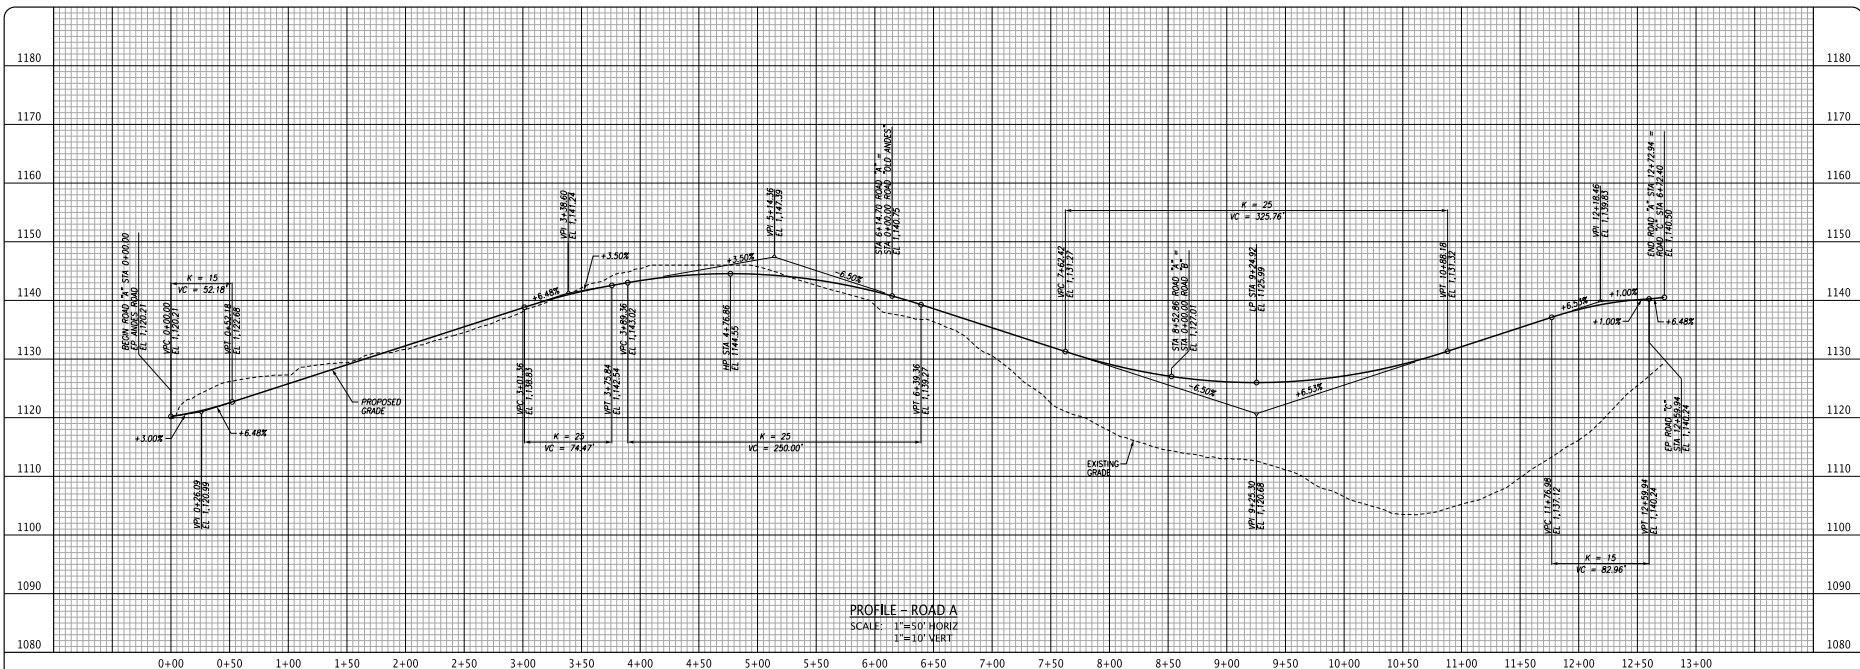 1180
1170
1160
1150
1140
1130
1120
1110
1100
1090
1080
1180
1170
1160
1150
1140
1130
1120
1110
1100
1090
1080
BEGIN ROAD "A" STA 0+00.00
EP ANDES ROAD
EL 1,120.21
VPC 0+00.00
EL 1,120.21
K = 15
VC = 52.18'
VPT 0+52.18
EL 1,122.68
+3.00%
+6.48%
VPI 0+26.09
EL 1,120.99
PROPOSED
GRADE
VPC 3+01.36
EL 1,138.83
+6.48%
VPI 3+38.60
EL 1,141.24
+3.50%
VPT 3+75.84
EL 1,142.54
VPC 3+89.36
EL 1,143.02
K = 25
VC = 74.47'
HP STA 4+76.86
EL 1144.55
+3.50%
VPI 5+14.36
EL 1,147.39
-6.50%
K = 25
VC = 250.00'
STA 6+14.70 ROAD "A" =
STA 0+00.00 ROAD "OLD ANDES"
EL 1,140.75
VPT 6+39.36
EL 1,139.27
VPC 7+62.42
EL 1,131.27
K = 25
VC = 325.76'
EXISTING
GRADE
STA 8+52.86 ROAD "A" =
STA 0+00.00 ROAD "B"
EL 1,127.01
LP STA 9+24.92
EL 1125.99
-6.50%
+6.53%
VPI 9+25.30
EL 1,120.68
VPT 10+88.18
EL 1,131.32
VPC 11+76.98
EL 1,137.12
+6.53%
VPI 12+18.46
EL 1,139.83
+1.00%
+1.00%
+6.48%
VPT 12+59.94
EL 1,140.24
K = 15
VC = 82.96'
END ROAD "A" STA 12+72.94 =
ROAD "C" STA 6+72.40
EL 1,140.50
EP ROAD "C"
STA 12+59.94
EL 1,140.24
PROFILE - ROAD A
SCALE: 1"=50' HORIZ
1"=10' VERT
0+00 0+50 1+00 1+50 2+00 2+50 3+00 3+50 4+00 4+50 5+00 5+50 6+00 6+50 7+00 7+50 8+00 8+50 9+00 9+50 10+00 10+50 11+00 11+50 12+00 12+50 13+00